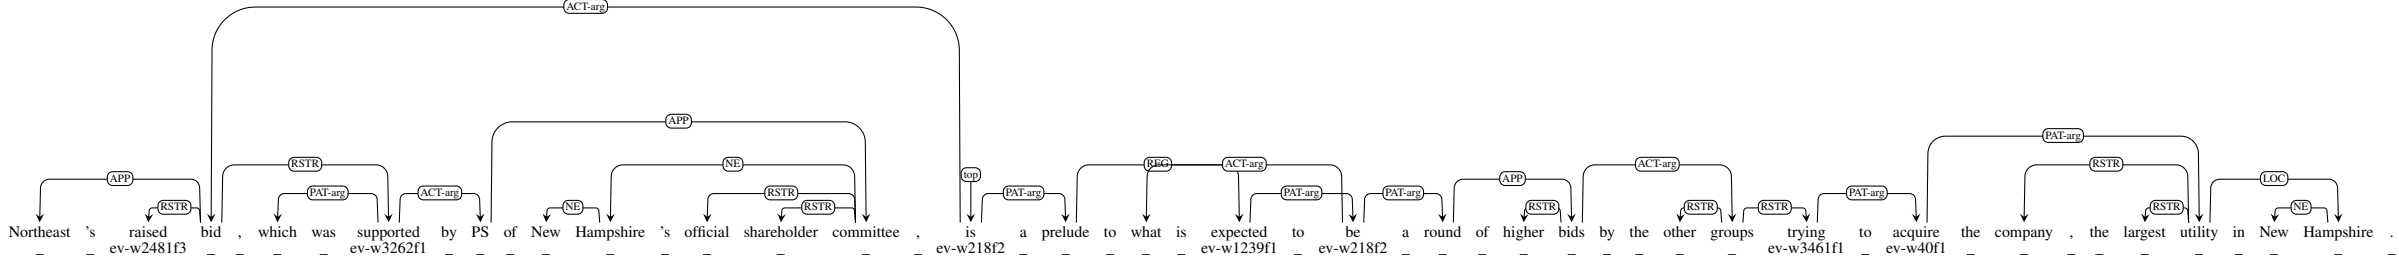 ACT-arg
APP
RSTR NE REG ACT-arg ACT-arg PAT-arg RSTR
top
APP APP LOC
PAT-arg ACT-arg RSTR PAT-arg PAT-arg PAT-arg PAT-arg
RSTR NE RSTR RSTR RSTR RSTR RSTR NE
Northeast 's raised bid , which was supported by PS of New Hampshire 's official shareholder committee , is a prelude to what is expected to be a round of higher bids by the other groups trying to acquire the company , the largest utility in New Hampshire .
_ _ ev-w2481f3 _ _ _ _ ev-w3262f1 _ _ _ _ _ _ _ _ _ _ ev-w218f2 _ _ _ _ _ ev-w1239f1 _ ev-w218f2 _ _ _ _ _ _ _ _ _ ev-w3461f1 _ ev-w40f1 _ _ _ _ _ _ _ _ _ _